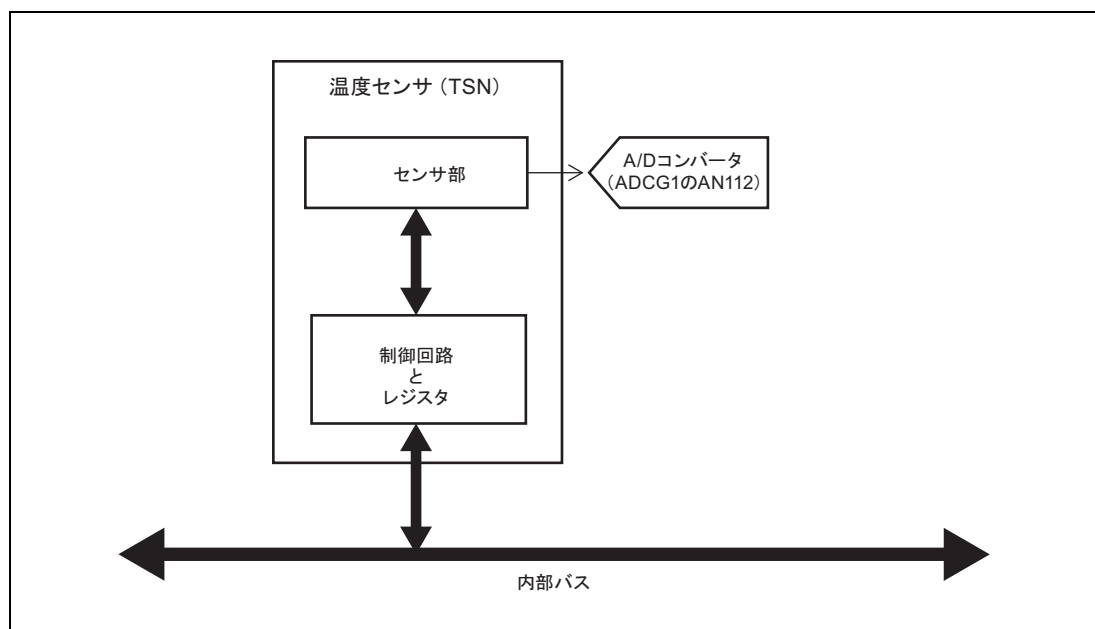 温度センサ（TSN）
センサ部
A/Dコンバータ
（ADCG1のAN112）
制御回路
と
レジスタ
内部バス